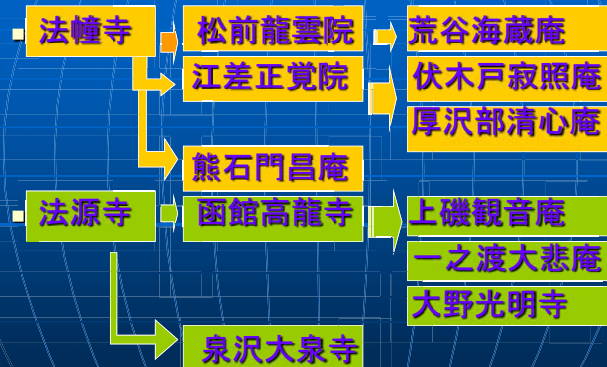 法幢寺
松前龍雲院
荒谷海蔵庵
江差正覚院
伏木戸寂照庵
厚沢部清心庵
熊石門昌庵
法源寺
函館高龍寺
上磯観音庵
一之渡大悲庵
大野光明寺
泉沢大泉寺